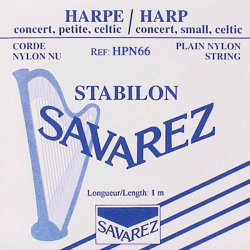 HARPE / HARP
concert, petite, celtic / concert, small, celtic
CORDE NYLON NU
REF: HPN66
PLAIN NYLON STRING
STABILON
SAVAREZ
Longueur/Length: 1 m
SAVAREZ